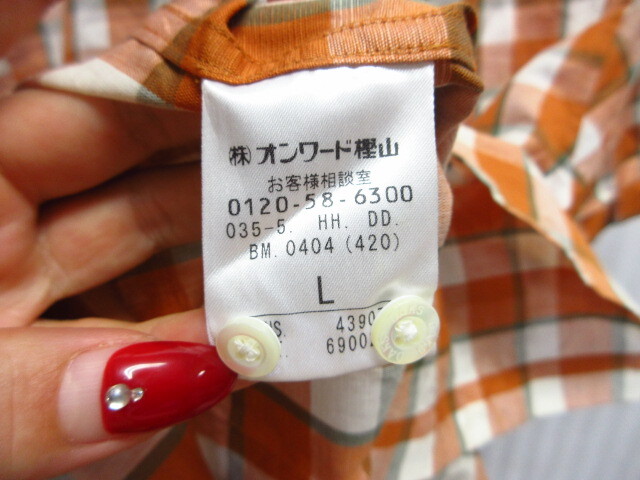 (株)オンワード樫山
お客様相談室
0120-58-6300
035-5. HH. DD.
BM. 0404 (420)
L